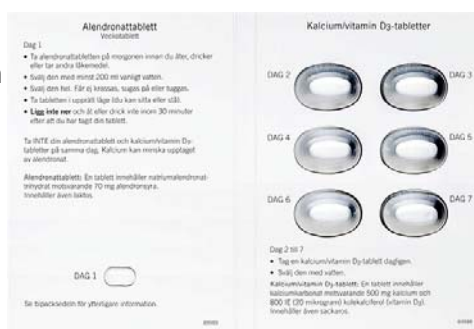 Alendronattablett
Veckotablett
Dag 1
• Ta alendronattabletten på morgonen innan du äter, dricker
eller tar andra läkemedel.
• Svälj den med minst 200 ml vanligt vatten.
• Svälj den hel. Får ej krossas, sugas på eller tuggas.
• Ta tabletten i upprätt läge (du kan sitta eller stå).
• Ligg inte ner och ät eller drick inte inom 30 minuter
efter att du har tagit din tablett.
Ta INTE din alendronattablett och kalcium/vitamin D3-
tabletter på samma dag. Kalcium kan minska upptaget
av alendronat.
Alendronattablett: En tablett innehåller natriumalendronat-
trihydrat motsvarande 70 mg alendronsyra.
Innehåller även laktos.
DAG 1
Se bipacksedeln för ytterligare information.
Kalcium/vitamin D3-tabletter
DAG 2
DAG 3
DAG 4
DAG 5
DAG 6
DAG 7
Dag 2 till 7
• Tag en kalcium/vitamin D3-tablett dagligen.
• Svälj den med vatten.
Kalcium/vitamin D3-tablett: En tablett innehåller
kalciumkarbonat motsvarande 500 mg kalcium och
800 IE (20 mikrogram) kolekalciferol (vitamin D3).
Innehåller även sackaros.